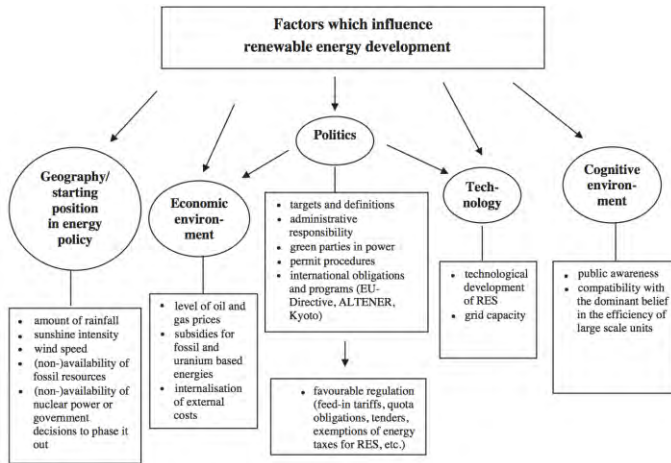 Factors which influence
renewable energy development
Politics
Geography/
starting
position
in energy
policy
Economic
environ-
ment
Tech-
nology
Cognitive
environ-
ment
• amount of rainfall
• sunshine intensity
• wind speed
• (non-)availability of
fossil resources
• (non-)availability of
nuclear power or
government
decisions to phase it
out
• level of oil and
gas prices
• subsidies for
fossil and
uranium based
energies
• internalisation of
external
costs
• targets and definitions
• administrative
responsibility
• green parties in power
• permit procedures
• international obligations
and programs (EU-
Directive, ALTENER,
Kyoto)
• favourable regulation
(feed-in tariffs, quota
obligations, tenders,
exemptions of energy
taxes for RES, etc.)
• technological
development
of RES
• grid capacity
• public awareness
• compatibility with
the dominant belief
in the efficiency of
large scale units